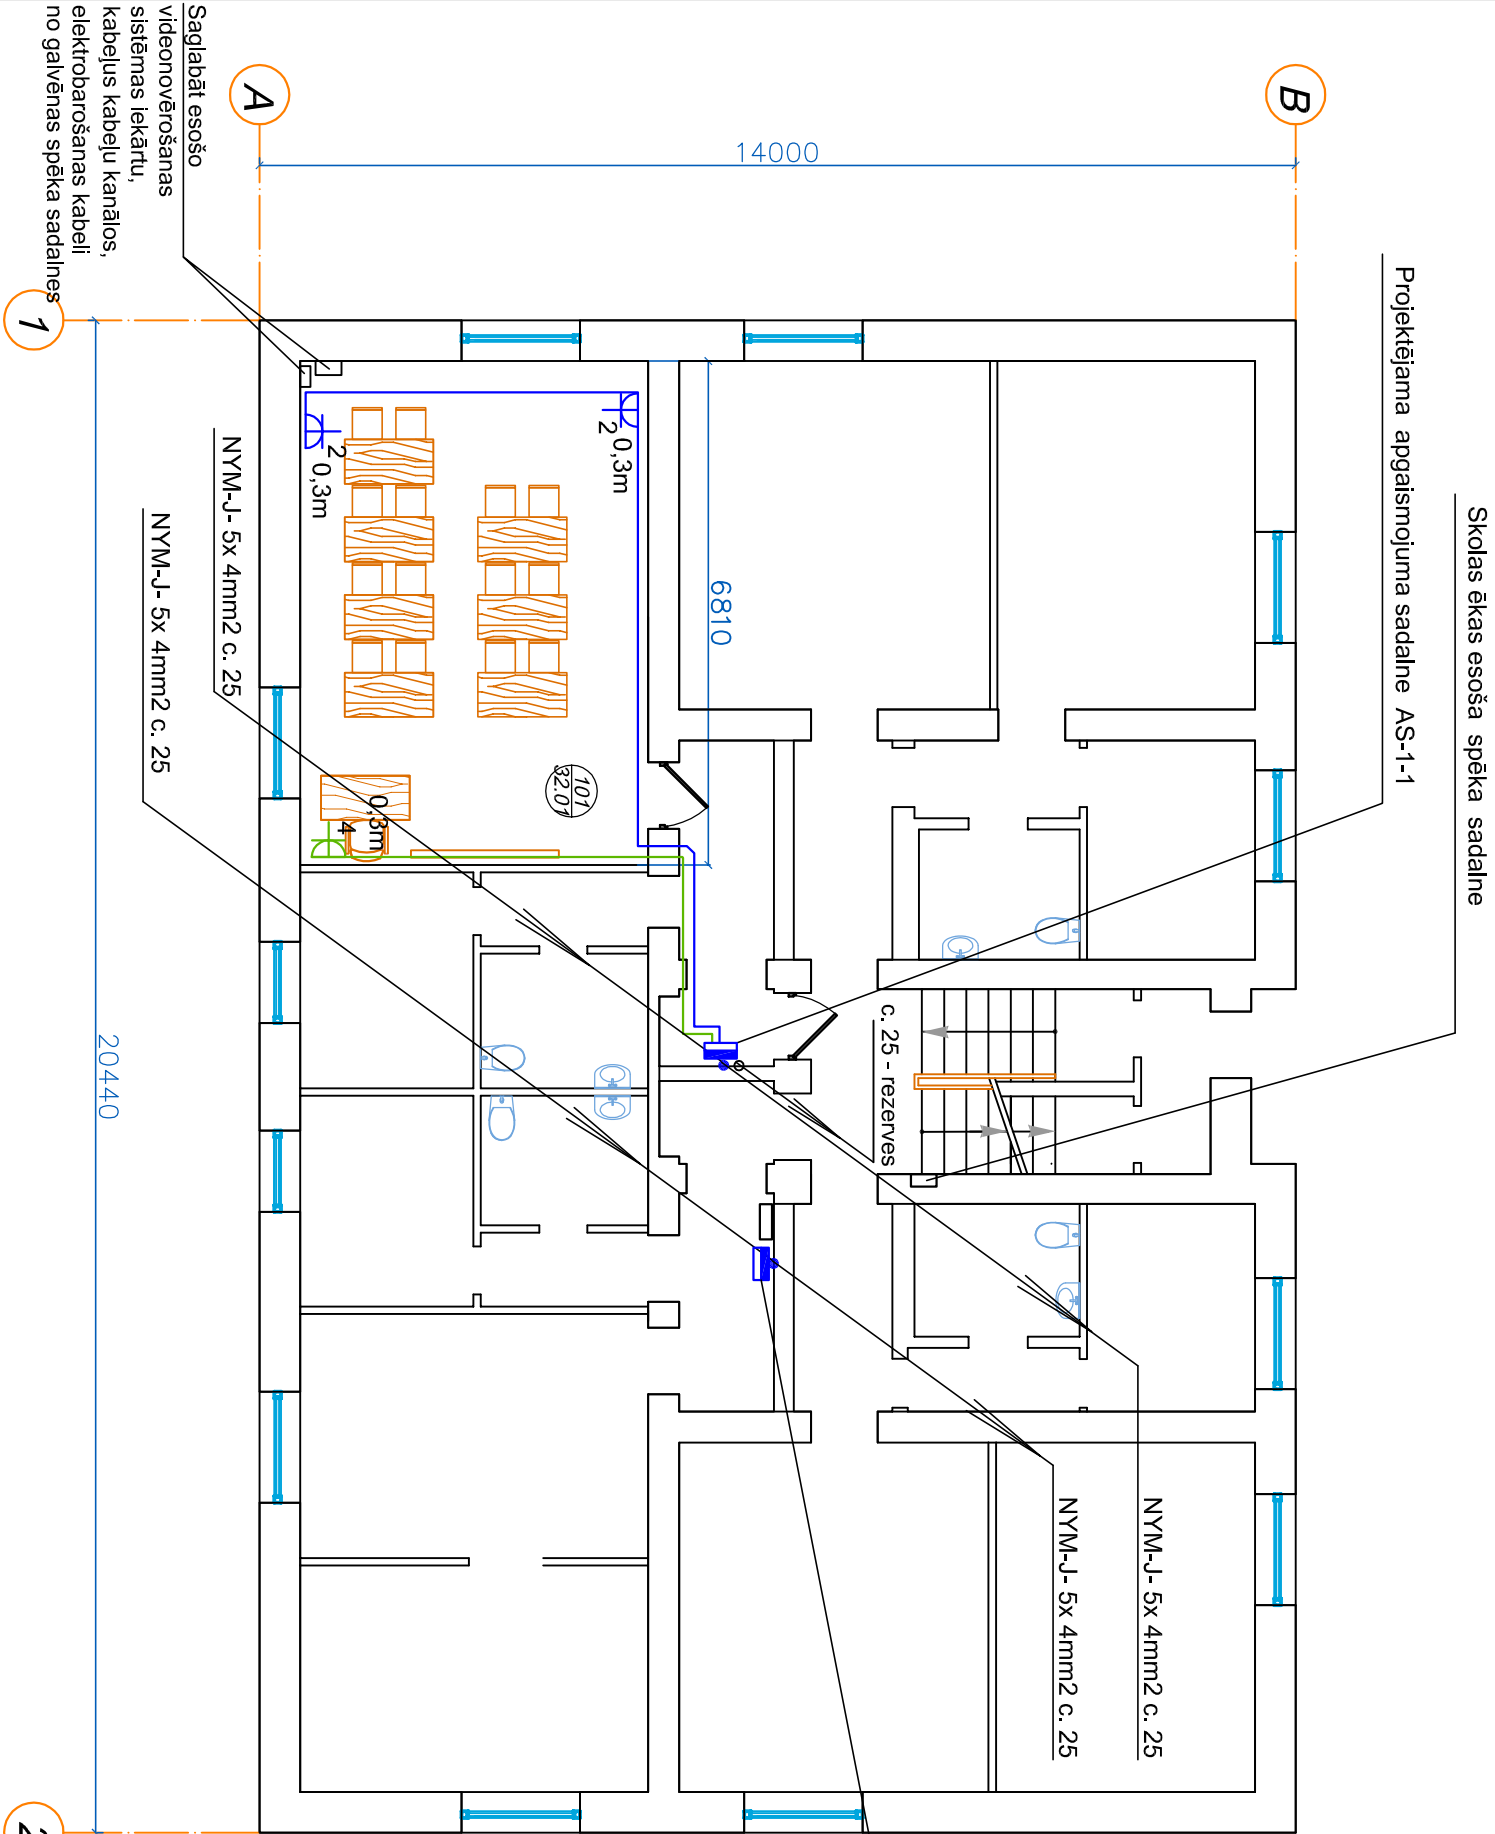 Skolas ēkas esoša spēka sadalne
Projektējama apgaismojuma sadalne AS-1-1
B
14000
A
Saglabāt esošo
videonovērošanas
sistēmas iekārtu,
kabeļus kabeļu kanālos,
elektrobarošanas kabeli
no galvēnas spēka sadalnes
1
6810
2
0,3m
2
0,3m
NYM-J- 5x 4mm2 c. 25
NYM-J- 5x 4mm2 c. 25
101
32.01
0,3m
4
c. 25 - rezerves
20440
NYM-J- 5x 4mm2 c. 25
NYM-J- 5x 4mm2 c. 25
2